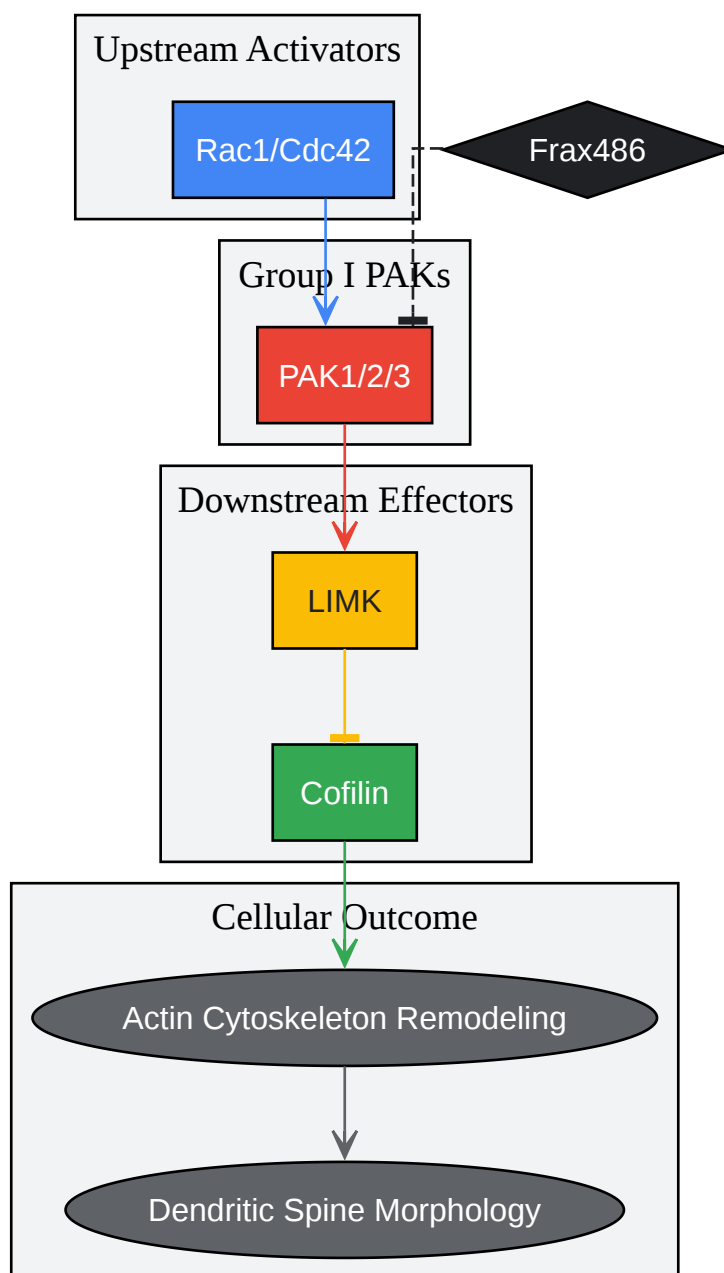 Upstream Activators
Rac1/Cdc42
Frax486
Group I PAKs
PAK1/2/3
Downstream Effectors
LIMK
Cofilin
Cellular Outcome
Actin Cytoskeleton Remodeling
Dendritic Spine Morphology